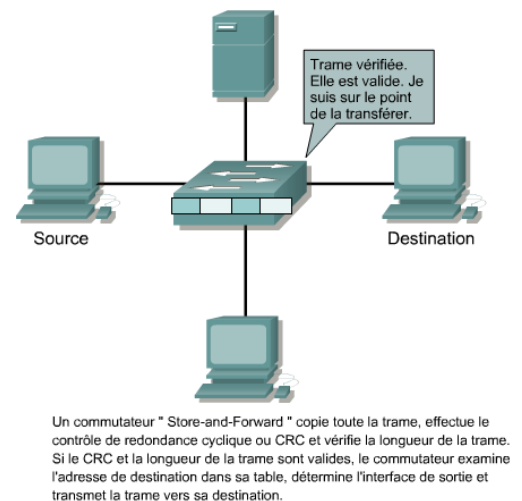 Trame vérifiée.
Elle est valide. Je
suis sur le point
de la transférer.
Source
Destination
Un commutateur " Store-and-Forward " copie toute la trame, effectue le
contrôle de redondance cyclique ou CRC et vérifie la longueur de la trame.
Si le CRC et la longueur de la trame sont valides, le commutateur examine
l'adresse de destination dans sa table, détermine l'interface de sortie et
transmet la trame vers sa destination.